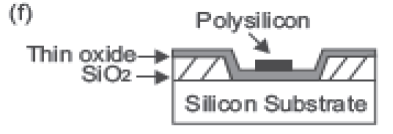 (f)
Polysilicon
Thin oxide
SiO2
Silicon Substrate